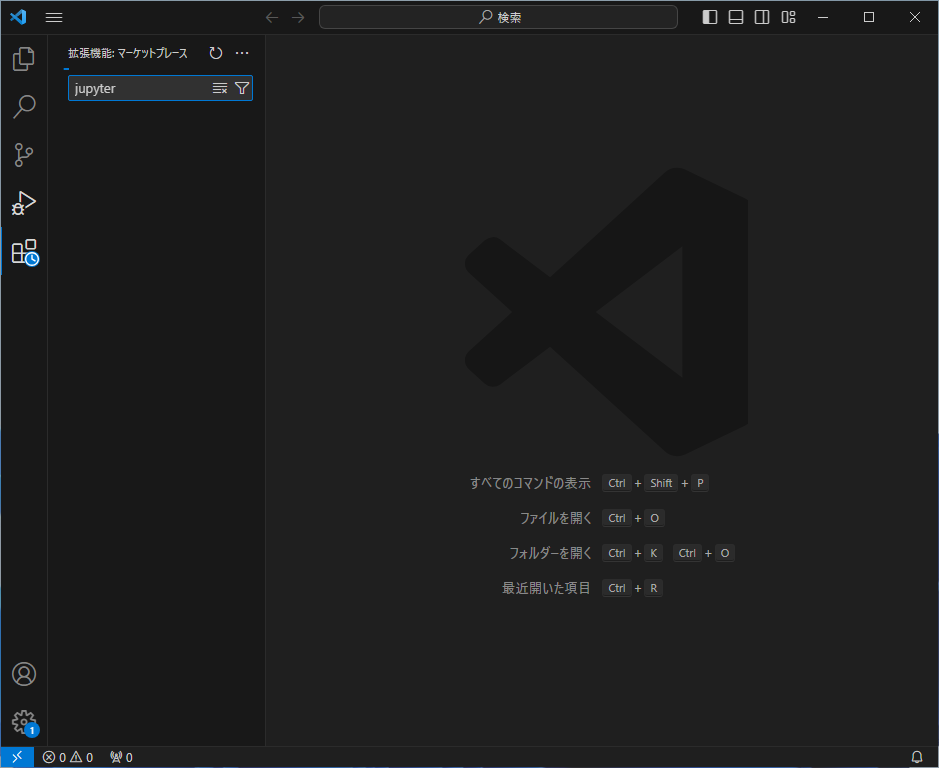 検索
拡張機能: マーケットプレース
jupyter
すべてのコマンドの表示 Ctrl + Shift + P
ファイルを開く Ctrl + O
フォルダーを開く Ctrl + K Ctrl + O
最近開いた項目 Ctrl + R
1
0 0 0